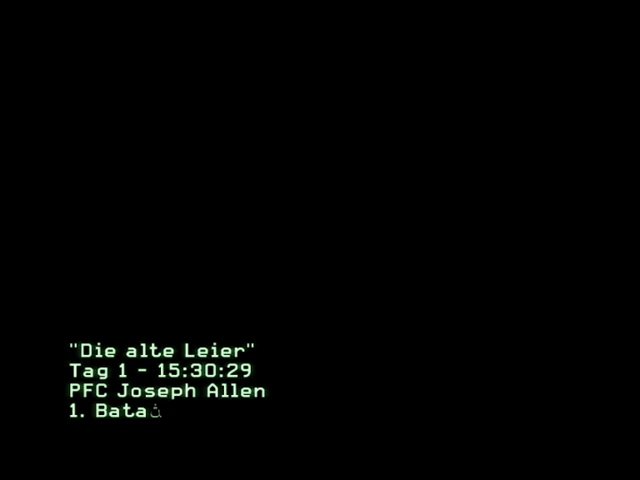 "Die alte Leier"
Tag 1 - 15:30:29
PFC Joseph Allen
1. Bata